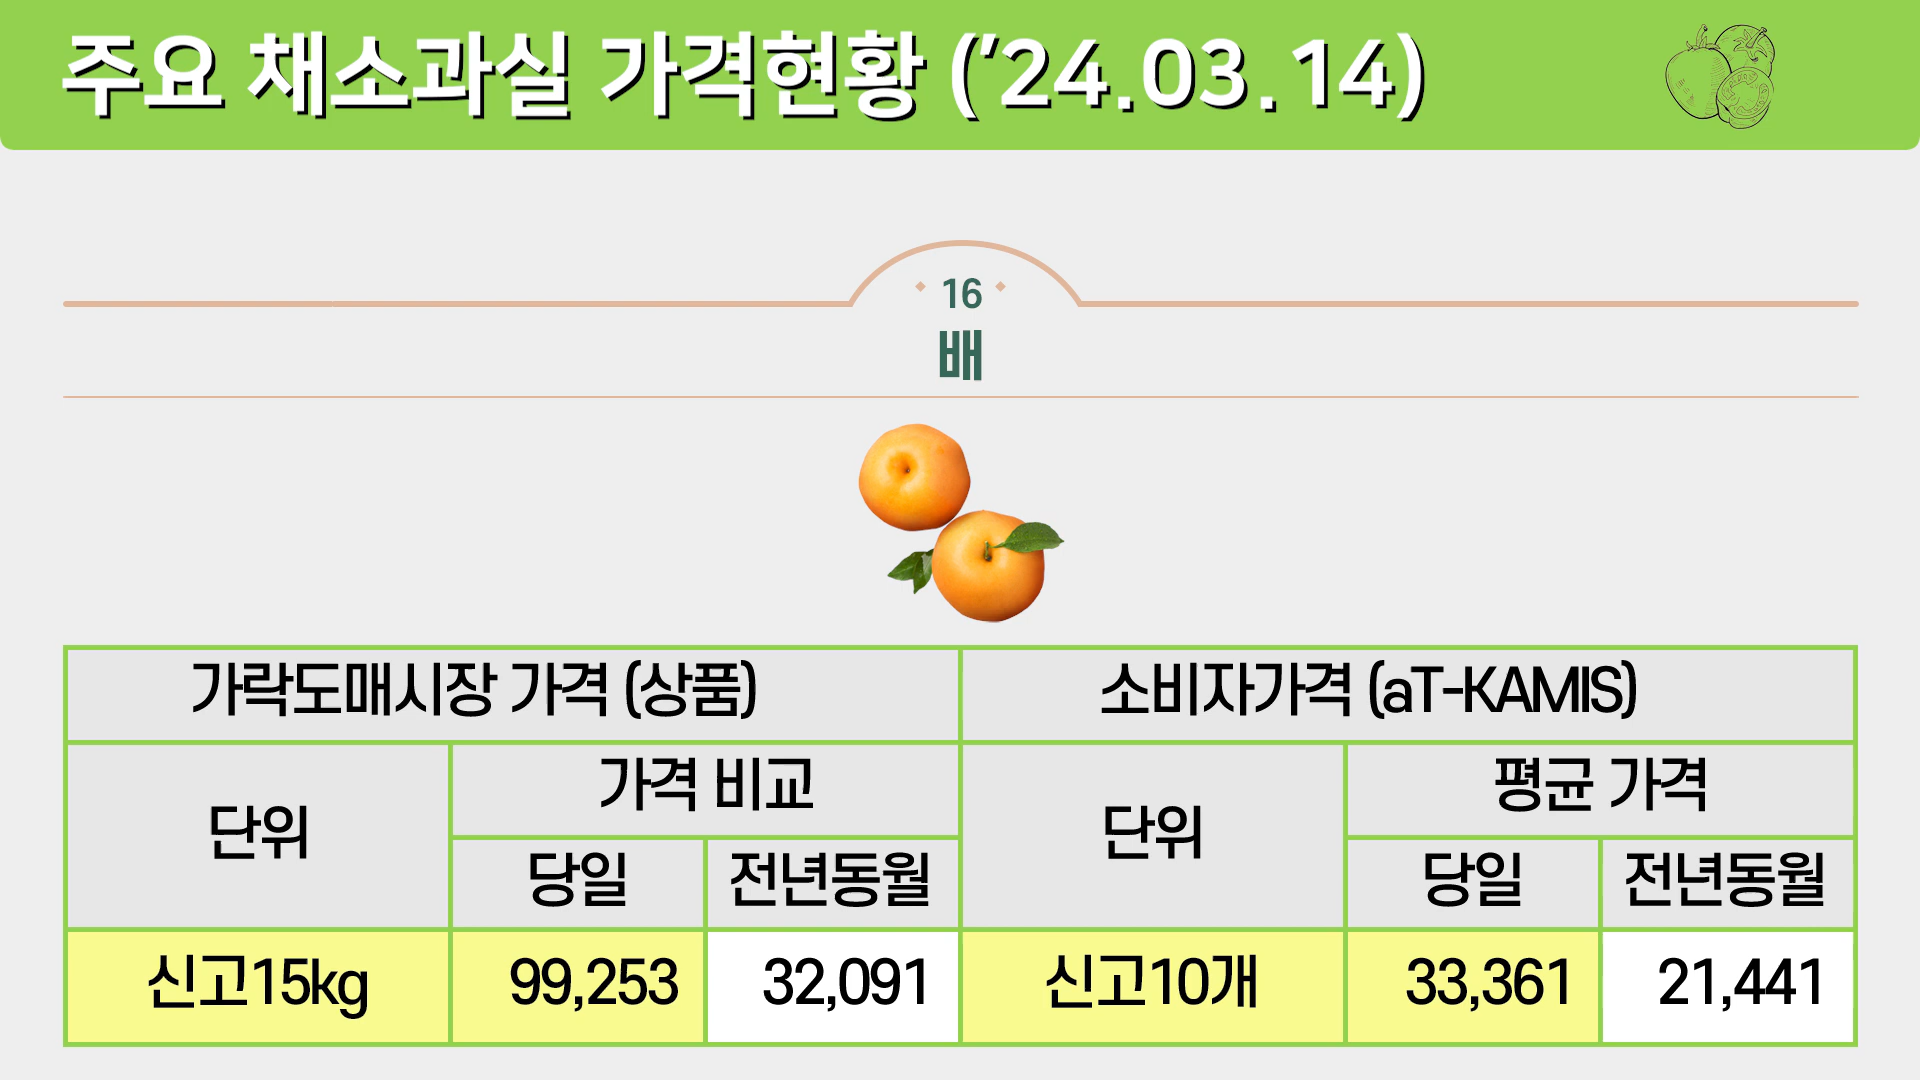 주요 채소과실 가격현황 (’24.03.14)
16
배
가락도매시장 가격 (상품) 소비자가격 (aT-KAMIS)
단위 가격 비교 단위 평균 가격
당일 전년동월 당일 전년동월
신고15kg 99,253 32,091 신고10개 33,361 21,441